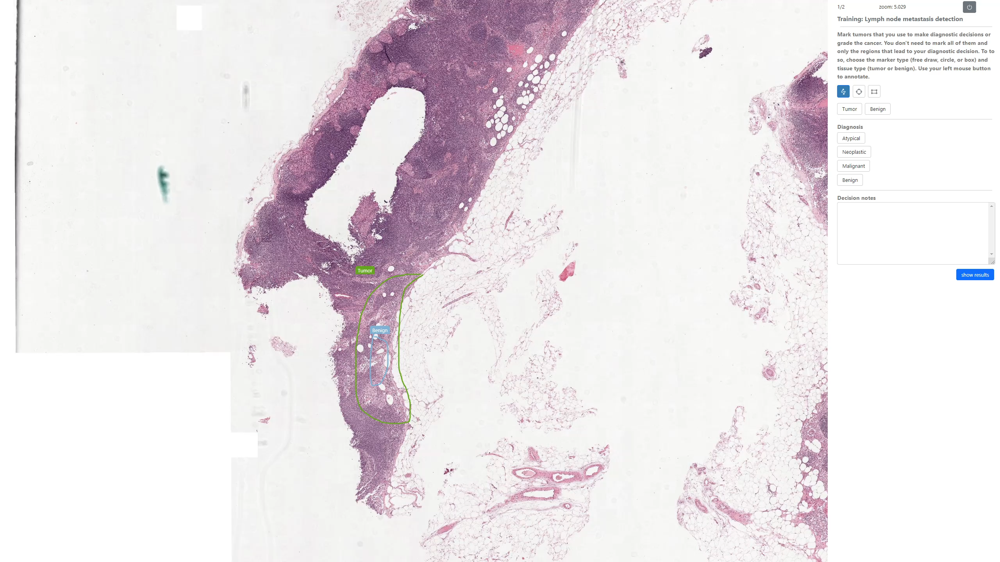 1/2
zoom: 5.029
Training: Lymph node metastasis detection
Mark tumors that you use to make diagnostic decisions or
grade the cancer. You don't need to mark all of them and
only the regions that lead to your diagnostic decision. To to
so, choose the marker type (free draw, circle, or box) and
tissue type (tumor or benign). Use your left mouse button
to annotate.
Tumor
Benign
Diagnosis
Atypical
Neoplastic
Malignant
Benign
Decision notes
show results
Tumor
Benign